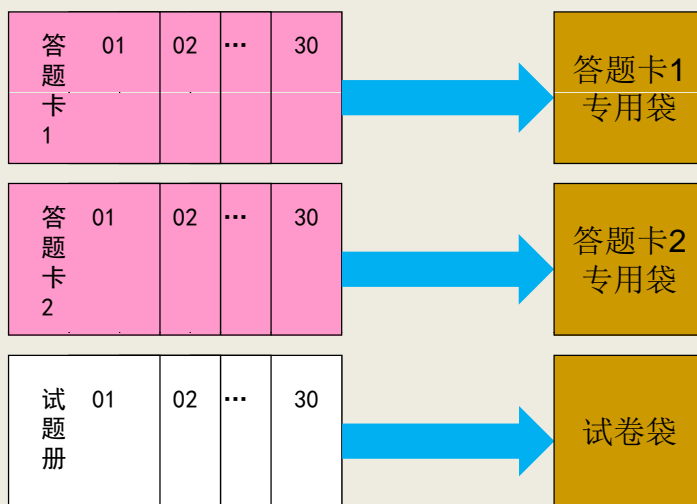 答题卡1 01 02 … 30
答题卡1
专用袋
答题卡2 01 02 … 30
答题卡2
专用袋
试题册 01 02 … 30
试卷袋